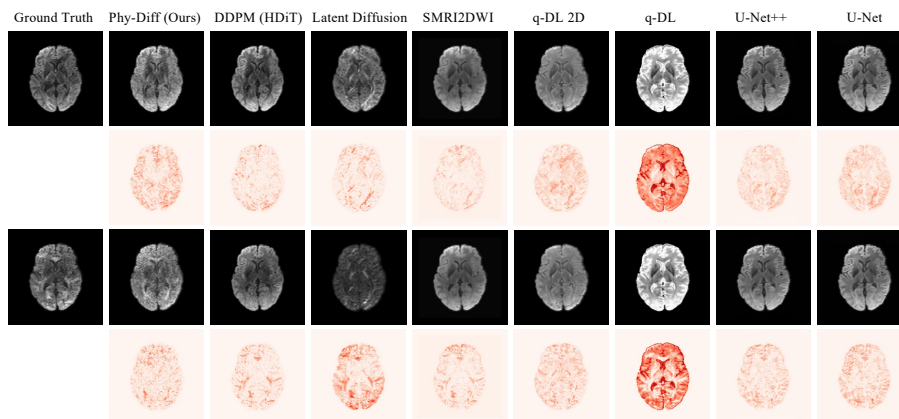 Ground Truth Phy-Diff (Ours) DDPM (HDiT) Latent Diffusion SMRI2DWI q-DL 2D q-DL U-Net++ U-Net